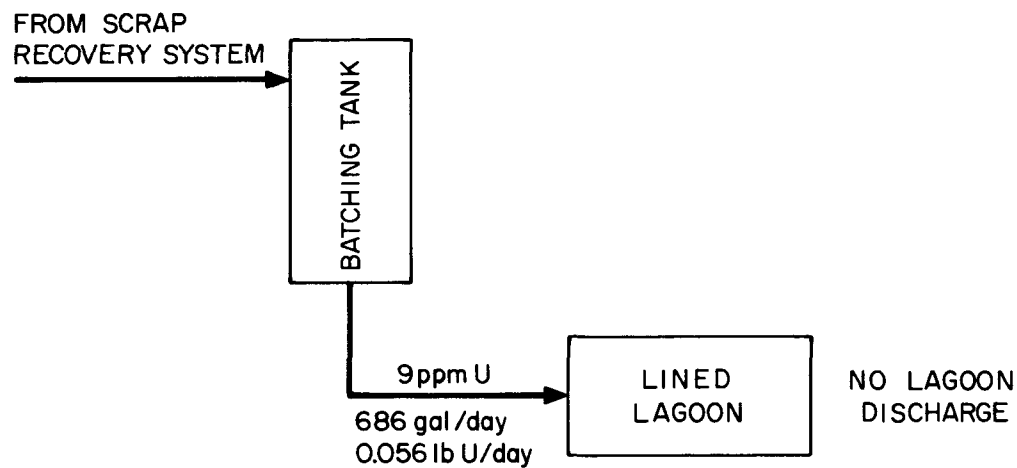 FROM SCRAP
RECOVERY SYSTEM
BATCHING TANK
9ppm U
686 gal/day
0.056 lb U/day
LINED
LAGOON
NO LAGOON
DISCHARGE